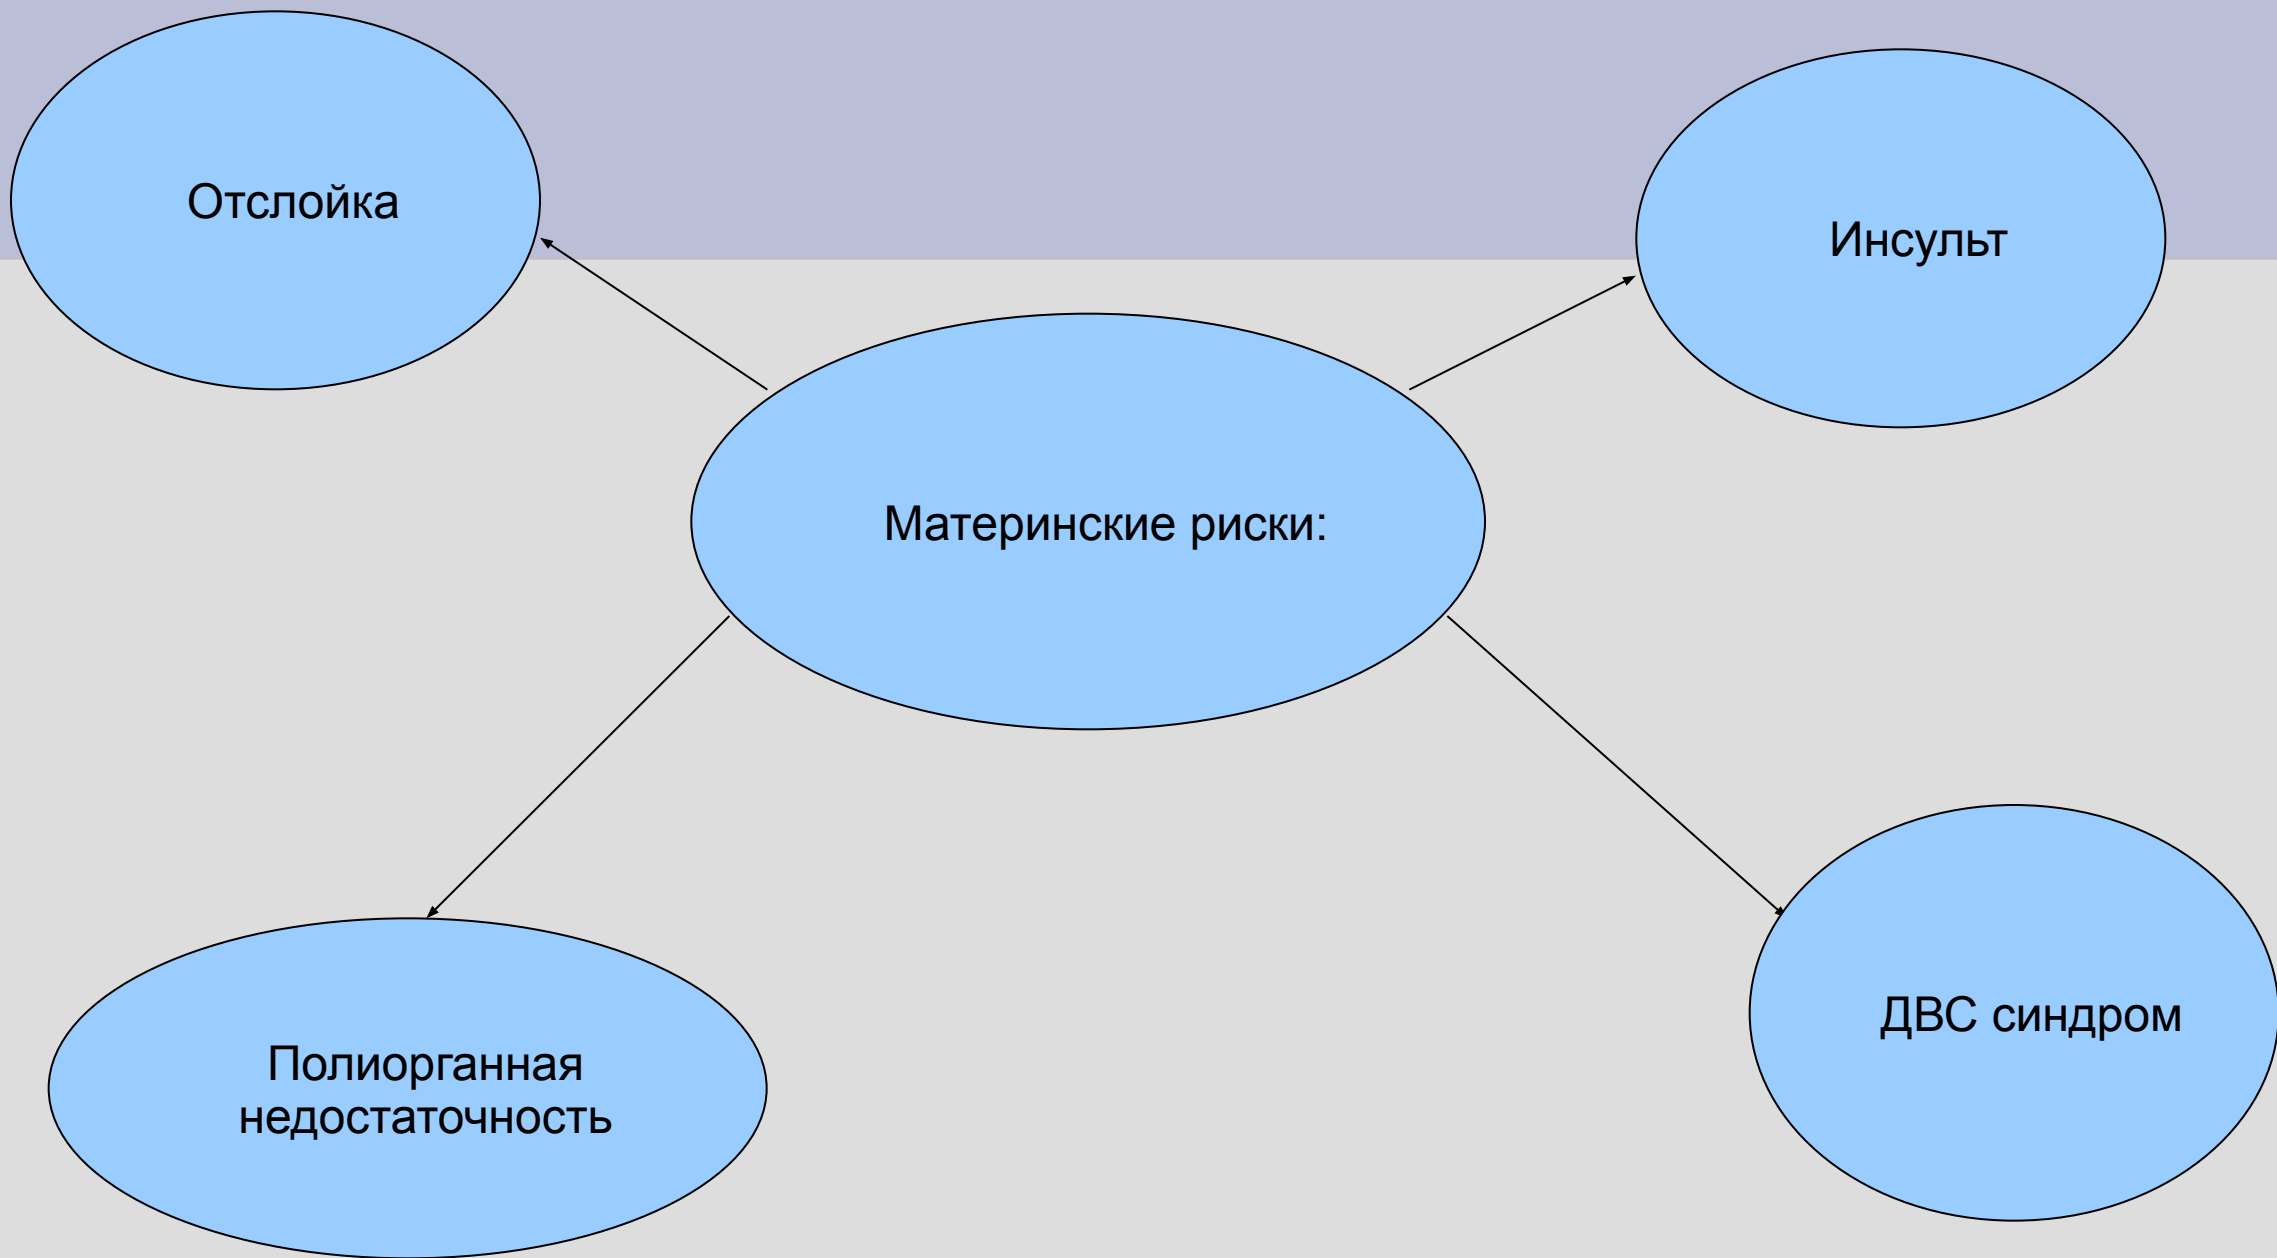 Отслойка
Инсульт
Материнские риски:
Полиорганная
недостаточность
ДВС синдром